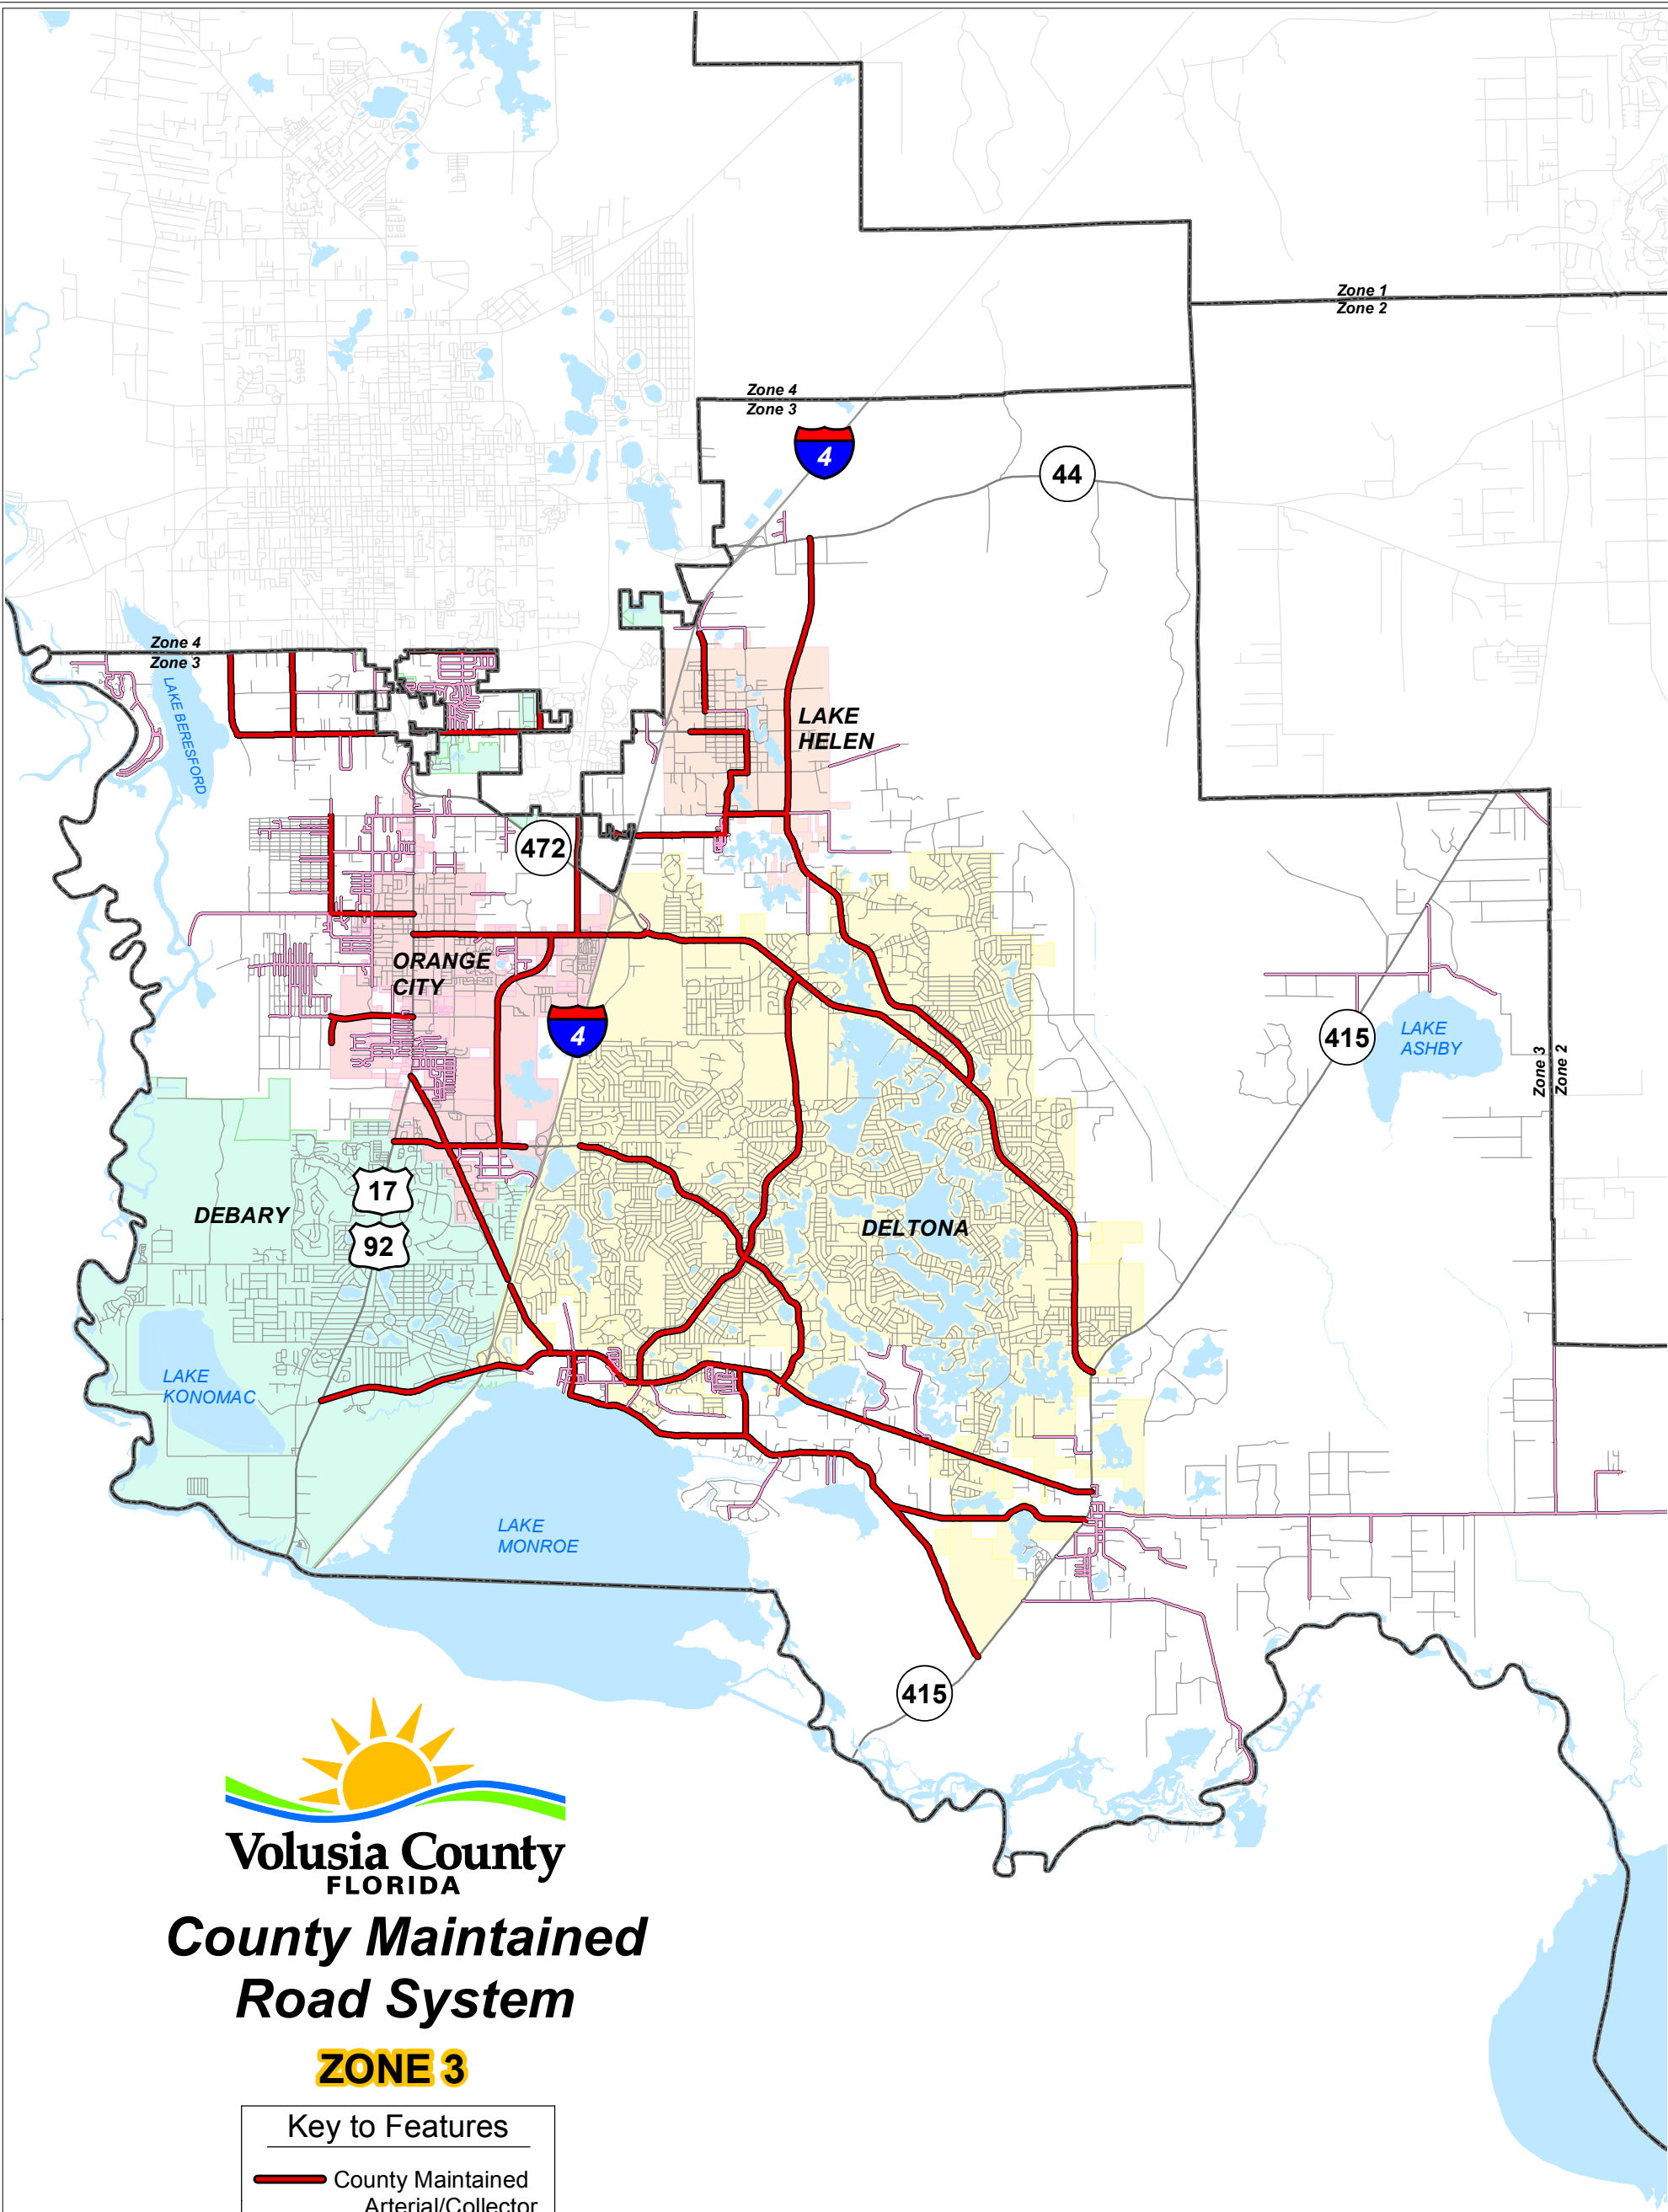 Zone 1
Zone 2
Zone 4
Zone 3
4
44
Zone 4
Zone 3
LAKE BERESFORD
LAKE
HELEN
472
ORANGE
CITY
4
415
LAKE
ASHBY
Zone 3
Zone 2
17
DEBARY
92
DELTONA
LAKE
KONOMAC
LAKE
MONROE
415
Volusia County
FLORIDA
County Maintained
Road System
ZONE 3
Key to Features
County Maintained
Arterial/Collector